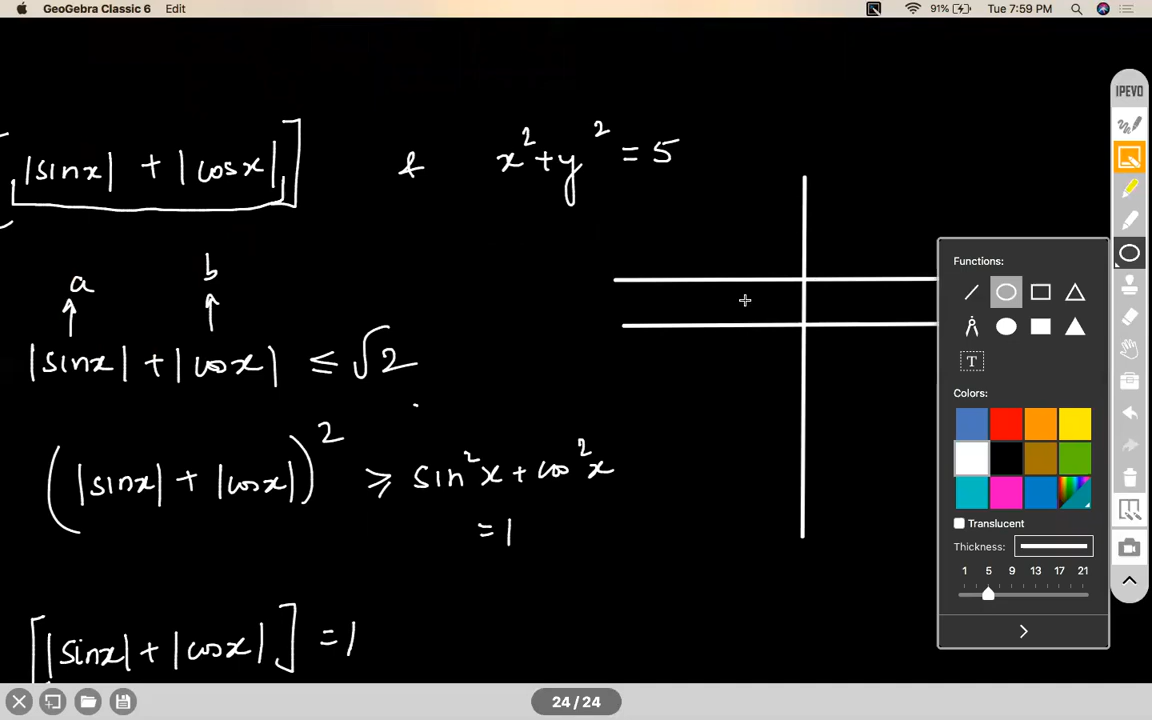 GeoGebra Classic 6 Edit 91% Tue 7:59 PM
IPEVO
[|sinx| + |cosx|] & x² + y² = 5
Functions:
a b
|sinx| + |cosx| ≤ √2
T
Colors:
(|sinx| + |cosx|)² ⩾ sin²x + cos²x
= 1
Translucent
Thickness:
1 5 9 13 17 21
[|sinx| + |cosx|] = 1
24 / 24